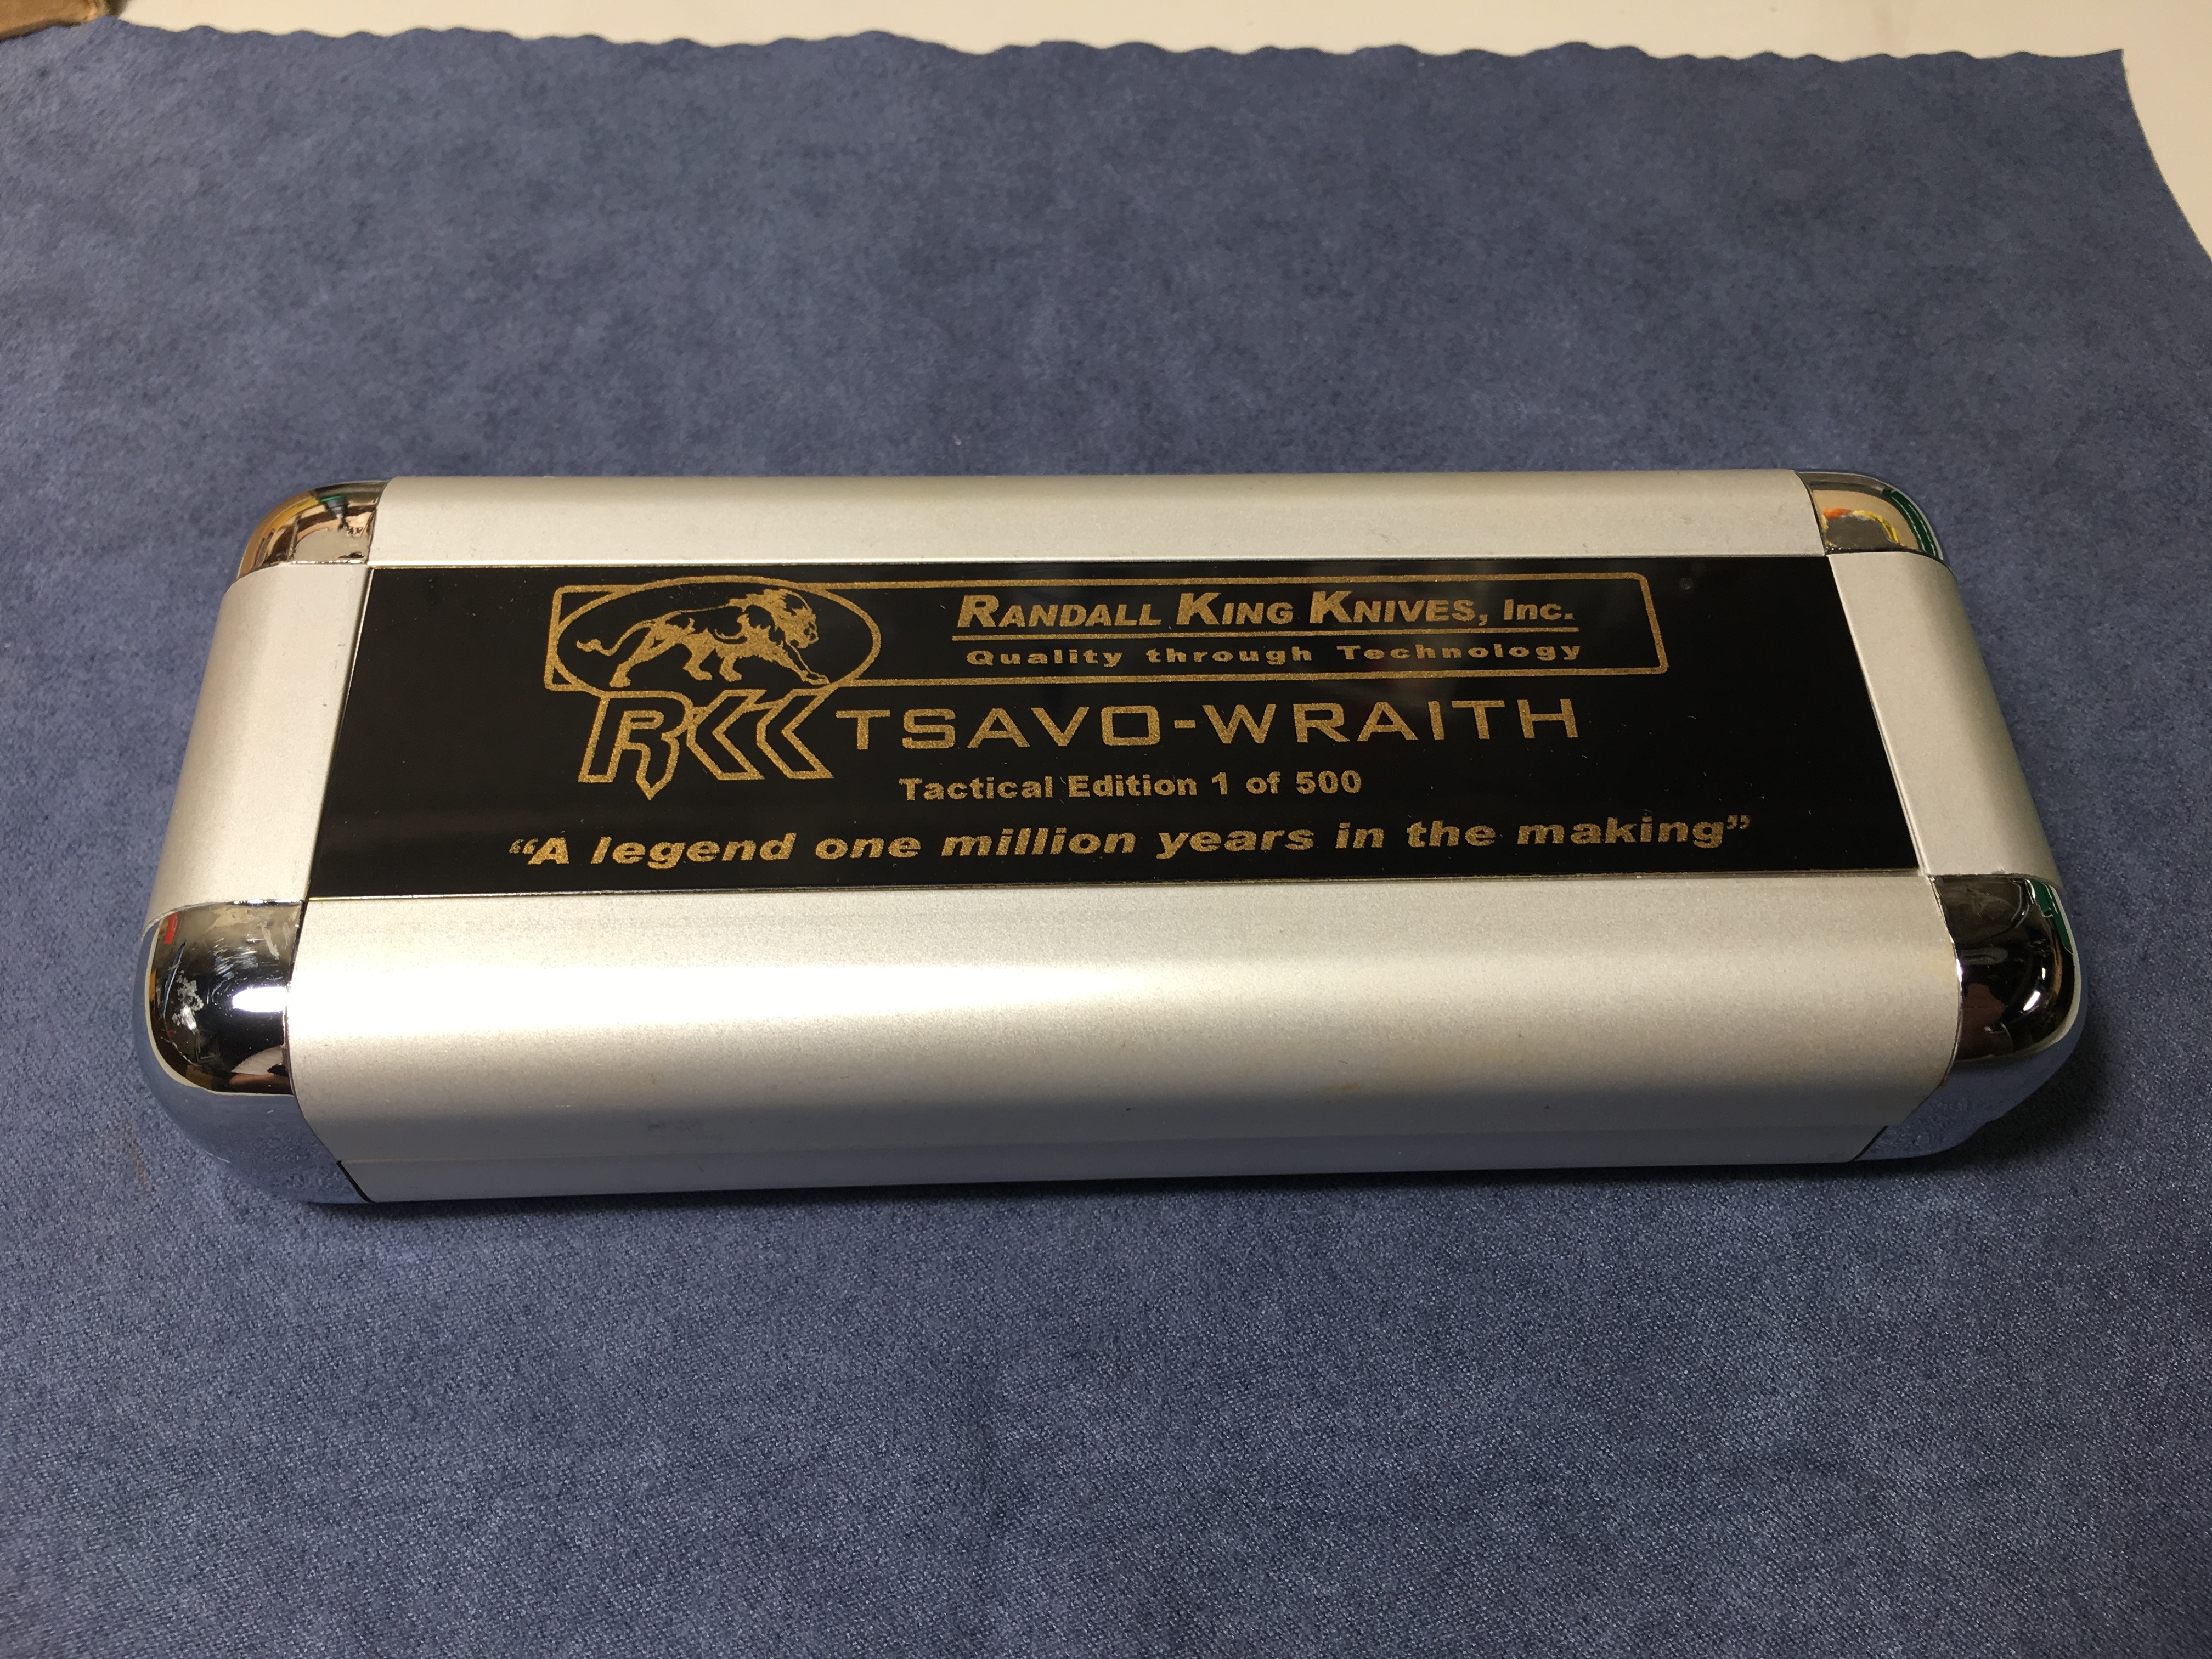 RANDALL KING KNIVES, Inc.
Quality through Technology
RKK TSAVO-WRAITH
Tactical Edition 1 of 500
“A legend one million years in the making”